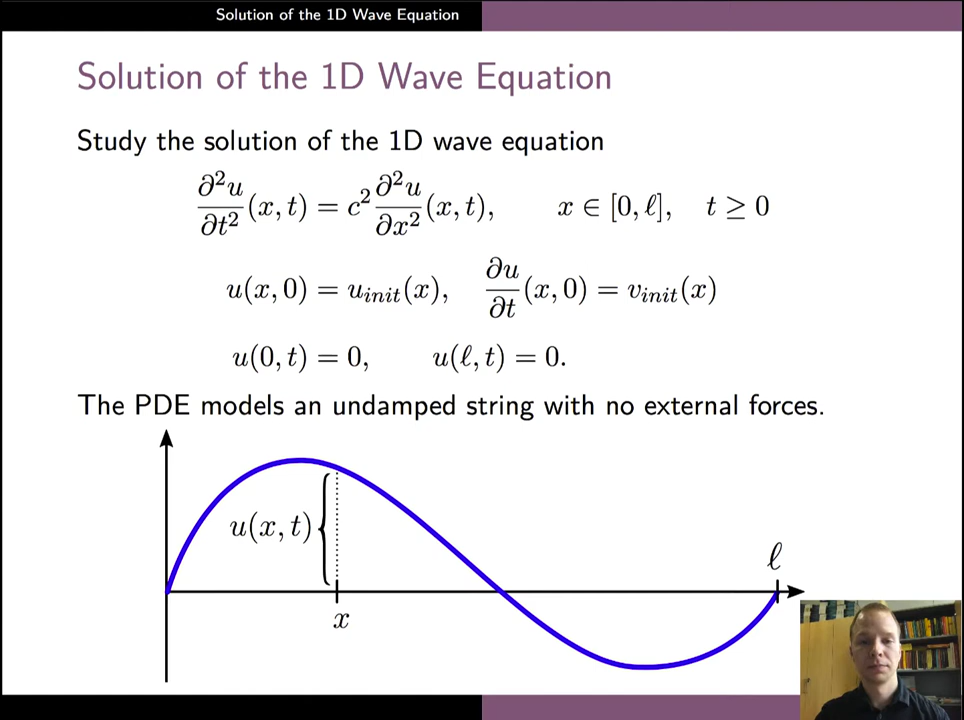 Solution of the 1D Wave Equation
Solution of the 1D Wave Equation
Study the solution of the 1D wave equation
∂²u/∂t² (x, t) = c² ∂²u/∂x² (x, t), x ∈ [0, ℓ], t ≥ 0
u(x, 0) = u_init(x), ∂u/∂t (x, 0) = v_init(x)
u(0, t) = 0, u(ℓ, t) = 0.
The PDE models an undamped string with no external forces.
u(x, t)
ℓ
x